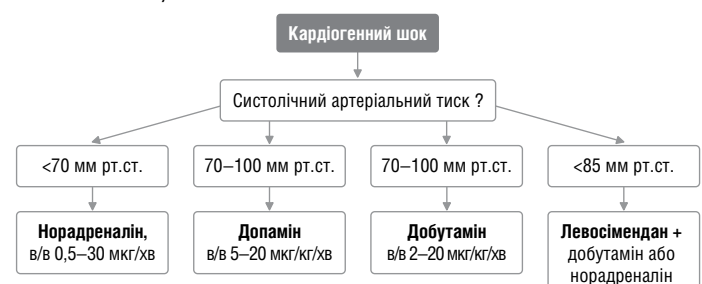 Кардіогенний шок
Систолічний артеріальний тиск ?
<70 мм рт.ст.
70–100 мм рт.ст.
70–100 мм рт.ст.
<85 мм рт.ст.
Норадреналін,
в/в 0,5–30 мкг/хв
Допамін
в/в 5–20 мкг/кг/хв
Добутамін
в/в 2–20 мкг/кг/хв
Левосімендан +
добутамін або
норадреналін